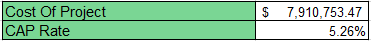 Cost Of Project $ 7,910,753.47
CAP Rate 5.26%